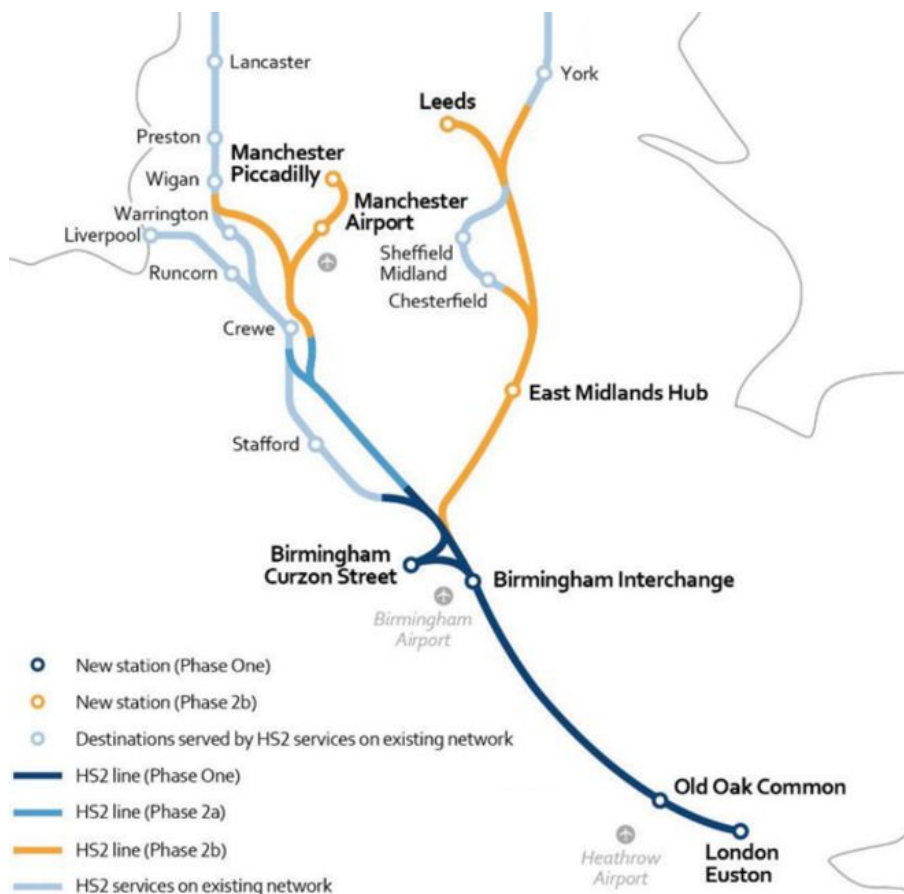 Lancaster
York
Leeds
Preston
Manchester
Piccadilly
Wigan
Manchester
Airport
Warrington
Liverpool
Sheffield
Midland
Runcorn
Chesterfield
Crewe
East Midlands Hub
Stafford
Birmingham
Curzon Street
Birmingham Interchange
Birmingham
Airport
New station (Phase One)
New station (Phase 2b)
Destinations served by HS2 services on existing network
HS2 line (Phase One)
HS2 line (Phase 2a)
HS2 line (Phase 2b)
HS2 services on existing network
Old Oak Common
London
Euston
Heathrow
Airport